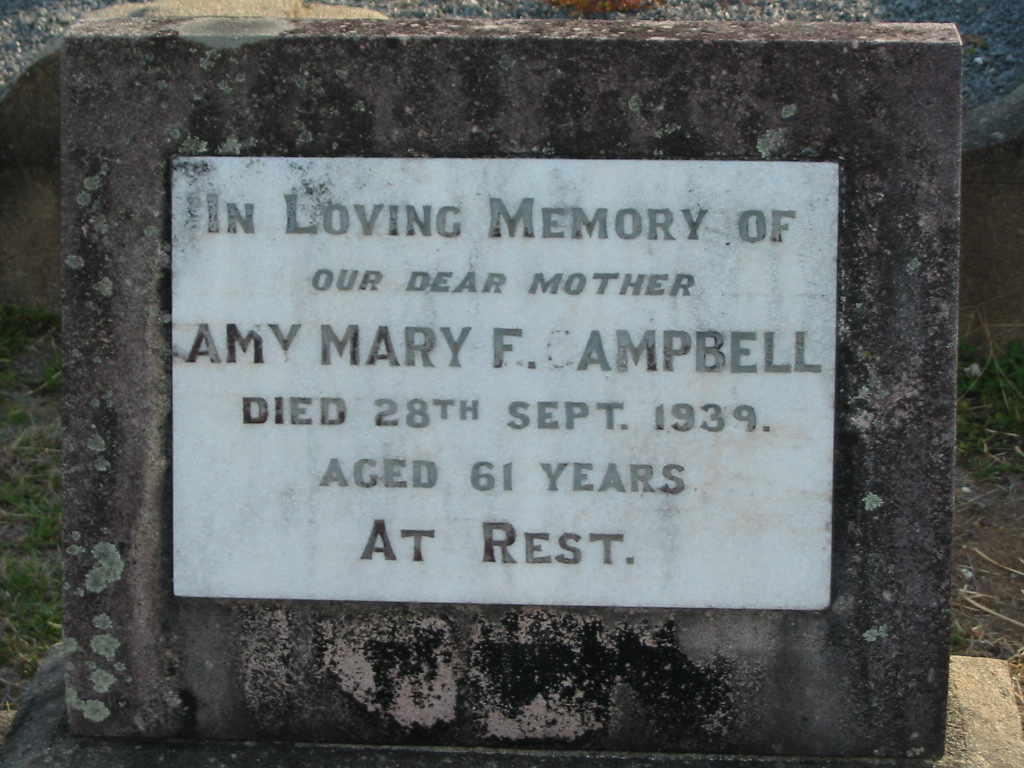 In Loving Memory of
OUR DEAR MOTHER
AMY MARY F. CAMPBELL
DIED 28TH SEPT. 1939.
AGED 61 YEARS
At Rest.